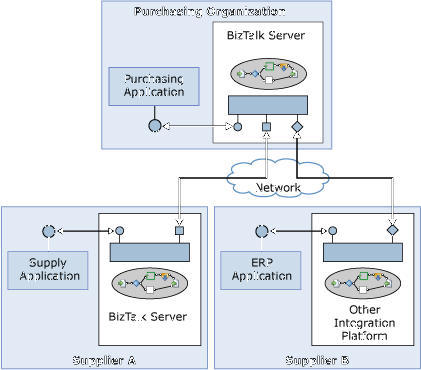 Purchasing Organization
BizTalk Server
Purchasing
Application
Network
Supply
Application
BizTalk Server
Supplier A
ERP
Application
Other
Integration
Platform
Supplier B